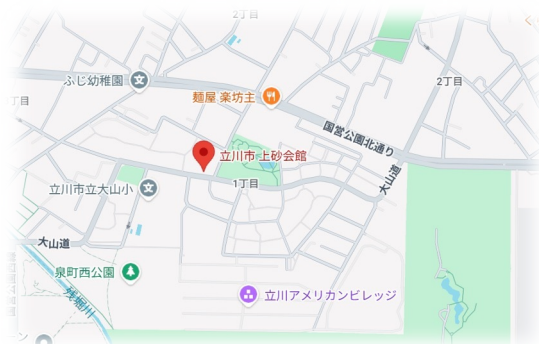 2丁目
ふじ幼稚園
2丁目
麺屋 楽坊主
丁目
国営公園北通り
立川市 上砂会館
大山道
1丁目
立川市立大山小
大山道
泉町西公園
残堀川
立川アメリカンビレッジ